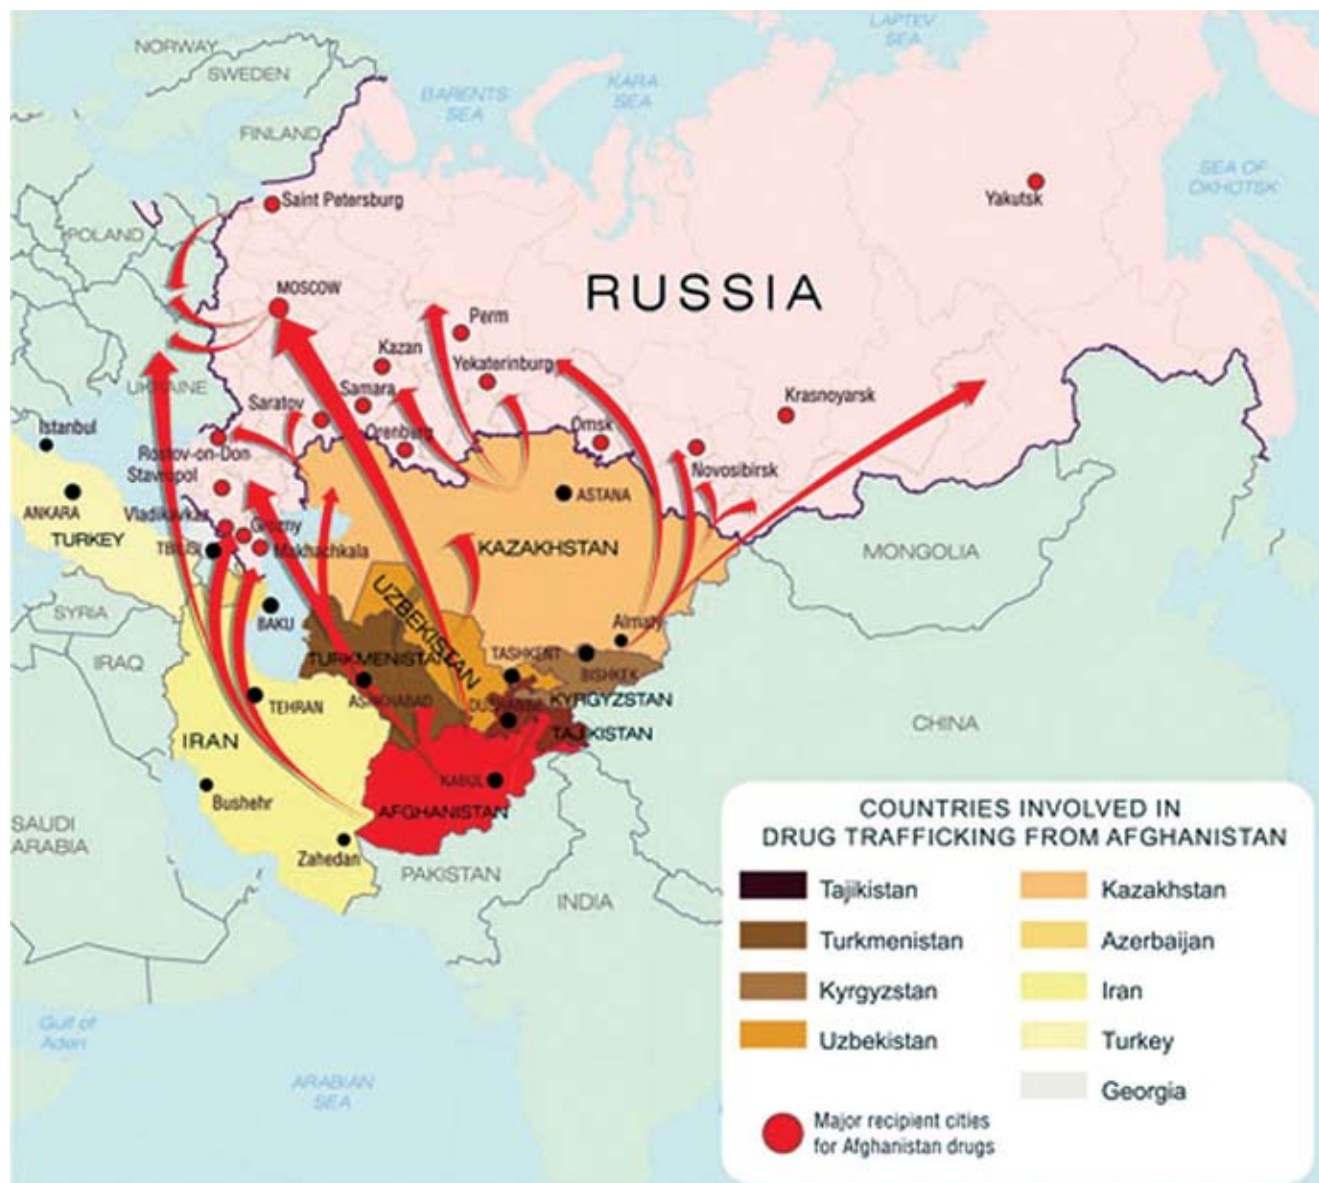 LAPTEV
SEA
NORWAY
SWEDEN
BARENTS
SEA
KARA
SEA
FINLAND
SEA OF
OKHOTSK
Saint Petersburg
Yakutsk
POLAND
MOSCOW
RUSSIA
Perm
Kazan
Yekaterinburg
UKRAINE
Samara
Saratov
Krasnoyarsk
Istanbul
Orenburg
Omsk
Rostov-on-Don
Novosibirsk
Stavropol
ANKARA
ASTANA
Vladikavkaz
Grozny
TURKEY
TBILISI
Makhachkala
KAZAKHSTAN
MONGOLIA
UZBEKISTAN
SYRIA
BAKU
Almaty
IRAQ
TURKMENISTAN
TASHKENT
BISHKEK
ASHKHABAD
KYRGYZSTAN
TEHRAN
DUSHANBE
CHINA
IRAN
TAJIKISTAN
KABUL
Bushehr
AFGHANISTAN
SAUDI
ARABIA
Zahedan
PAKISTAN
INDIA
Gulf of
Aden
ARABIAN
SEA
COUNTRIES INVOLVED IN
DRUG TRAFFICKING FROM AFGHANISTAN
Tajikistan
Turkmenistan
Kyrgyzstan
Uzbekistan
Kazakhstan
Azerbaijan
Iran
Turkey
Georgia
Major recipient cities
for Afghanistan drugs